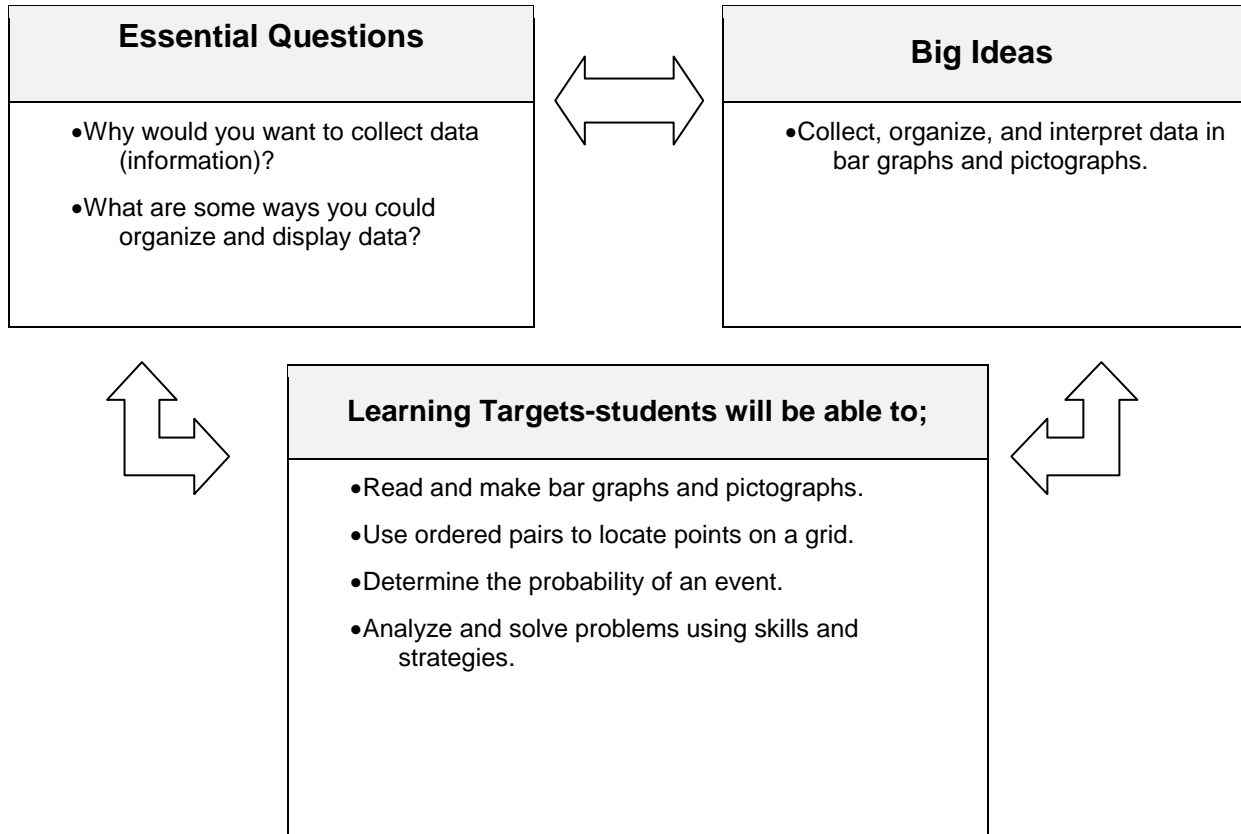 Essential Questions
•Why would you want to collect data
(information)?
•What are some ways you could
organize and display data?
Big Ideas
•Collect, organize, and interpret data in
bar graphs and pictographs.
Learning Targets-students will be able to;
•Read and make bar graphs and pictographs.
•Use ordered pairs to locate points on a grid.
•Determine the probability of an event.
•Analyze and solve problems using skills and
strategies.